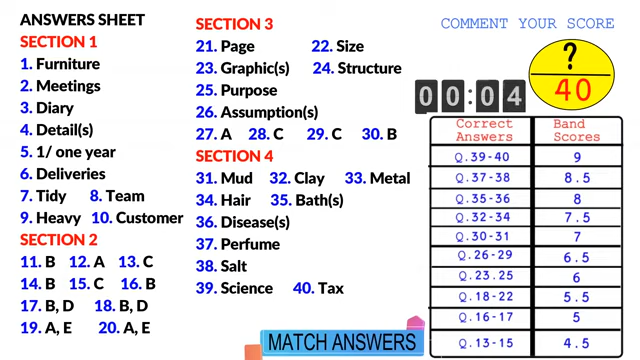 ANSWERS SHEET
SECTION 1
1. Furniture
2. Meetings
3. Diary
4. Detail(s)
5. 1/ one year
6. Deliveries
7. Tidy 8. Team
9. Heavy 10. Customer
SECTION 2
11. B 12. A 13. C
14. B 15. C 16. B
17. B, D 18. B, D
19. A, E 20. A, E
SECTION 3
21. Page 22. Size
23. Graphic(s) 24. Structure
25. Purpose
26. Assumption(s)
27. A 28. C 29. C 30. B
SECTION 4
31. Mud 32. Clay 33. Metal
34. Hair 35. Bath(s)
36. Disease(s)
37. Perfume
38. Salt
39. Science 40. Tax
MATCH ANSWERS
COMMENT YOUR SCORE
?
40
00:04
Correct Answers Band Scores
Q.39-40 9
Q.37-38 8.5
Q.35-36 8
Q.32-34 7.5
Q.30-31 7
Q.26-29 6.5
Q.23.25 6
Q.18-22 5.5
Q.16-17 5
Q.13-15 4.5